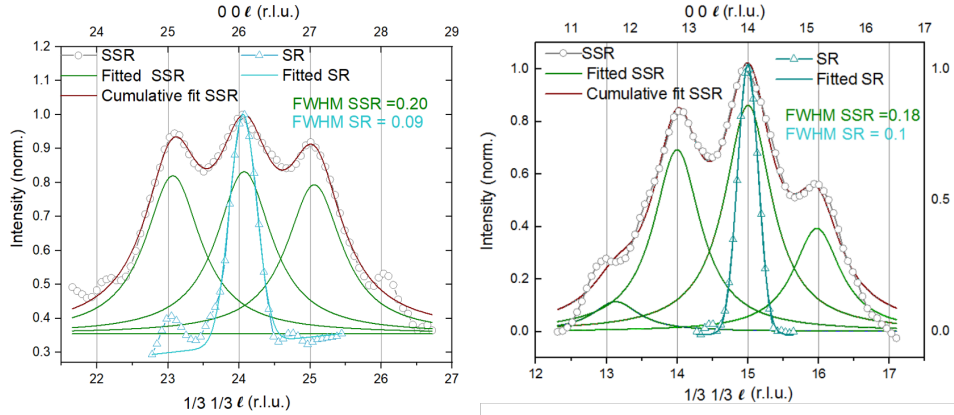 0 0 ℓ (r.l.u.)
24 25 26 27 28 29
1.2
1.1
1.0
0.9
0.8
0.7
0.6
0.5
0.4
0.3
Intensity (norm.)
SSR
SR
Fitted SSR
Fitted SR
Cumulative fit SSR
FWHM SSR =0.20
FWHM SR = 0.09
22 23 24 25 26 27
1/3 1/3 ℓ (r.l.u.)
0 0 ℓ (r.l.u.)
11 12 13 14 15 16 17
1.0
0.8
0.6
0.4
0.2
0.0
Intensity (norm.)
SSR
SR
Fitted SSR
Fitted SR
Cumulative fit SSR
FWHM SSR =0.18
FWHM SR = 0.1
1.0
0.5
0.0
12 13 14 15 16 17
1/3 1/3 ℓ (r.l.u.)